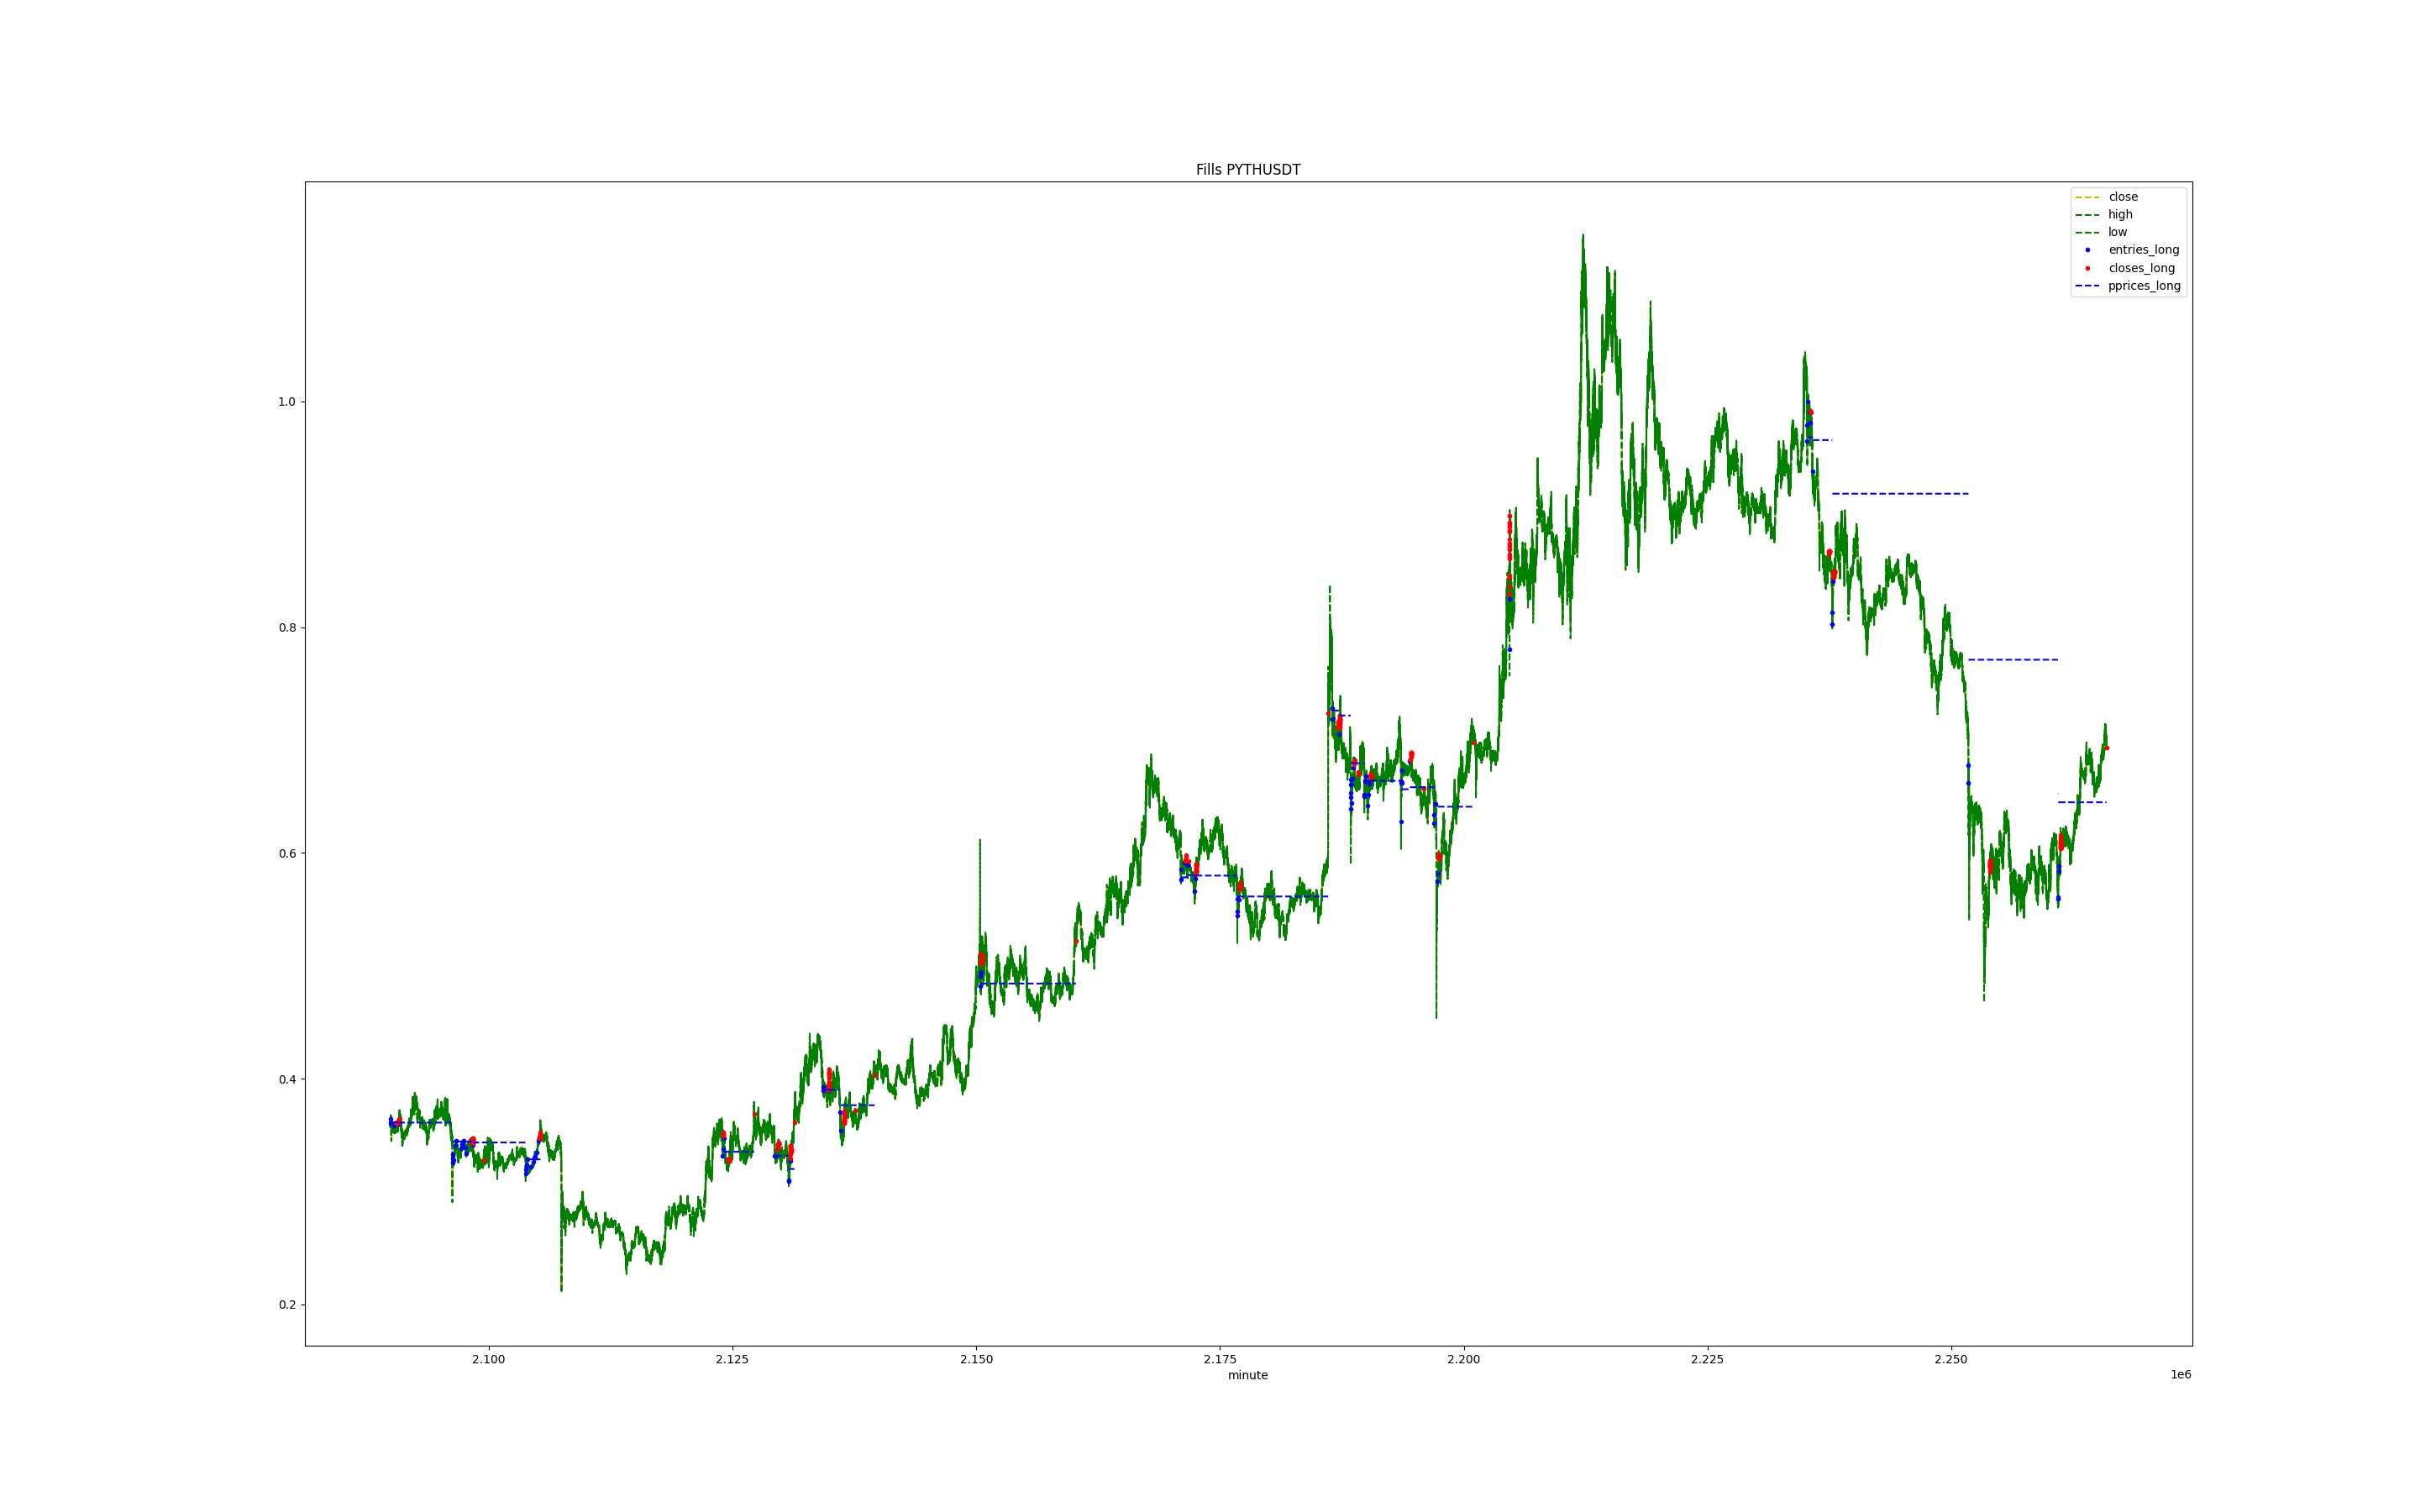 Fills PYTHUSDT
close
high
low
entries_long
closes_long
pprices_long
1.0
0.8
0.6
0.4
0.2
2.100
2.125
2.150
2.175
2.200
2.225
2.250
minute
1e6